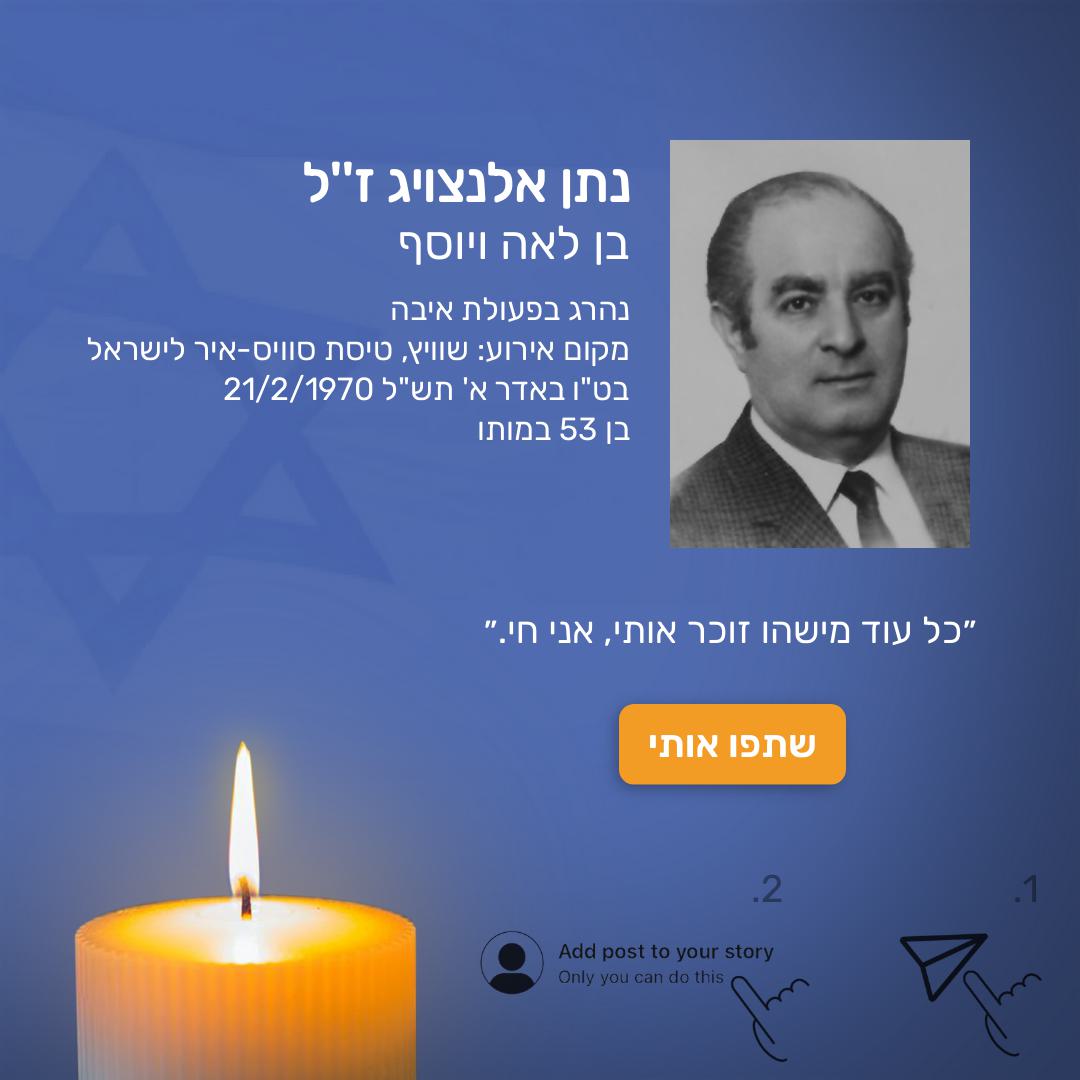 נתן אלנצויג ז"ל
בן לאה ויוסף
נהרג בפעולת איבה
מקום אירוע: שוויץ, טיסת סוויס-איר לישראל
בט"ו באדר א' תש"ל 21/2/1970
בן 53 במותו
״כל עוד מישהו זוכר אותי, אני חי.״
שתפו אותי
1.
2.
Add post to your story
Only you can do this